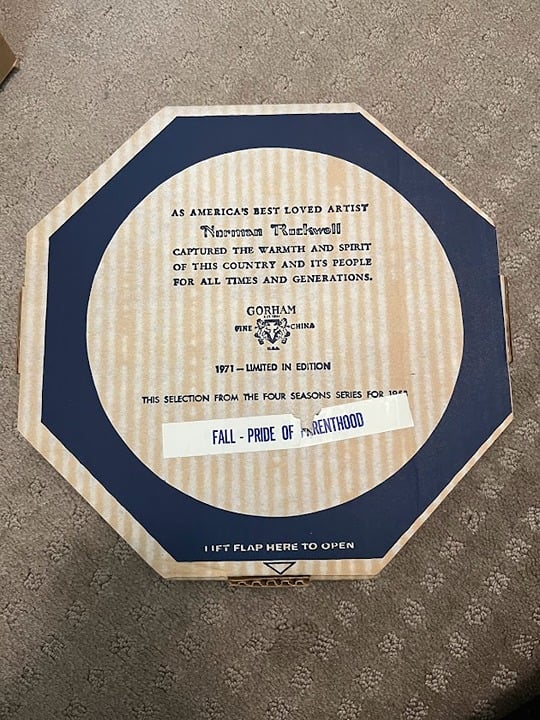 AS AMERICA'S BEST LOVED ARTIST
Norman Rockwell
CAPTURED THE WARMTH AND SPIRIT
OF THIS COUNTRY AND ITS PEOPLE
FOR ALL TIMES AND GENERATIONS.
GORHAM
FINE CHINA
U.S.A.
1971—LIMITED IN EDITION
THIS SELECTION FROM THE FOUR SEASONS SERIES FOR
FALL - PRIDE OF PARENTHOOD
LIFT FLAP HERE TO OPEN